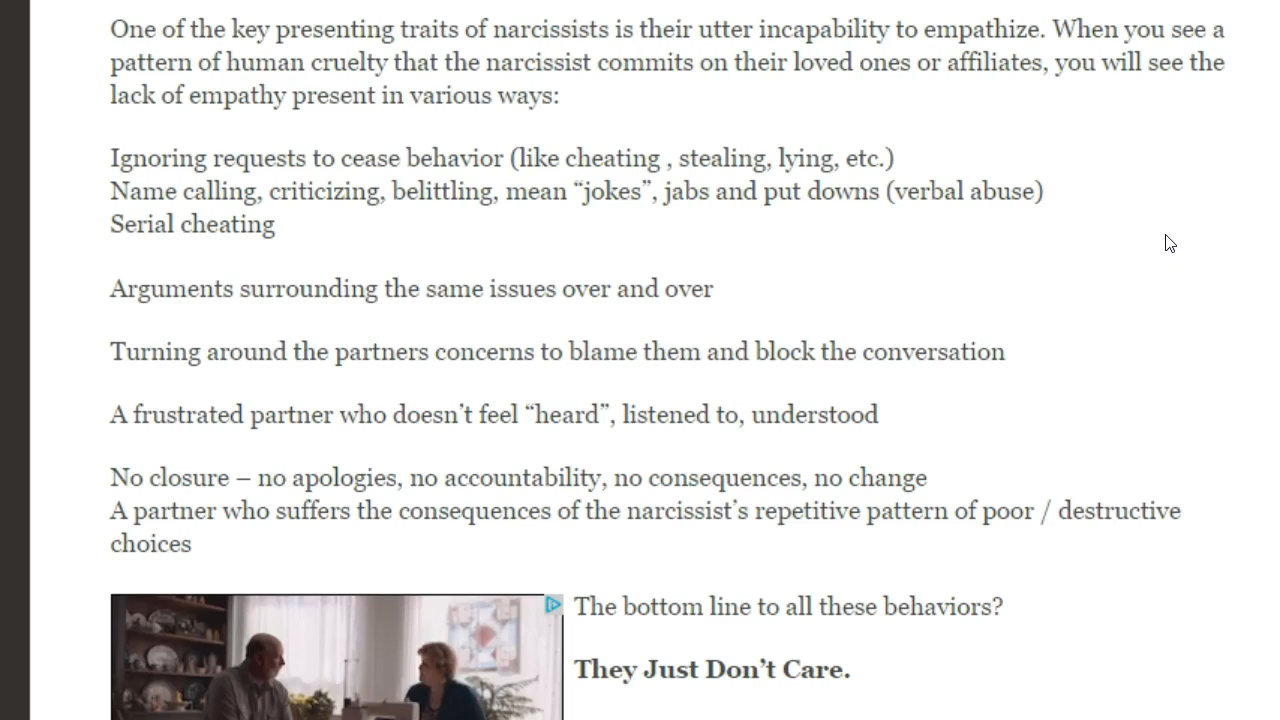 One of the key presenting traits of narcissists is their utter incapability to empathize. When you see a
pattern of human cruelty that the narcissist commits on their loved ones or affiliates, you will see the
lack of empathy present in various ways:
Ignoring requests to cease behavior (like cheating , stealing, lying, etc.)
Name calling, criticizing, belittling, mean “jokes”, jabs and put downs (verbal abuse)
Serial cheating
Arguments surrounding the same issues over and over
Turning around the partners concerns to blame them and block the conversation
A frustrated partner who doesn’t feel “heard”, listened to, understood
No closure – no apologies, no accountability, no consequences, no change
A partner who suffers the consequences of the narcissist’s repetitive pattern of poor / destructive
choices
The bottom line to all these behaviors?
They Just Don’t Care.